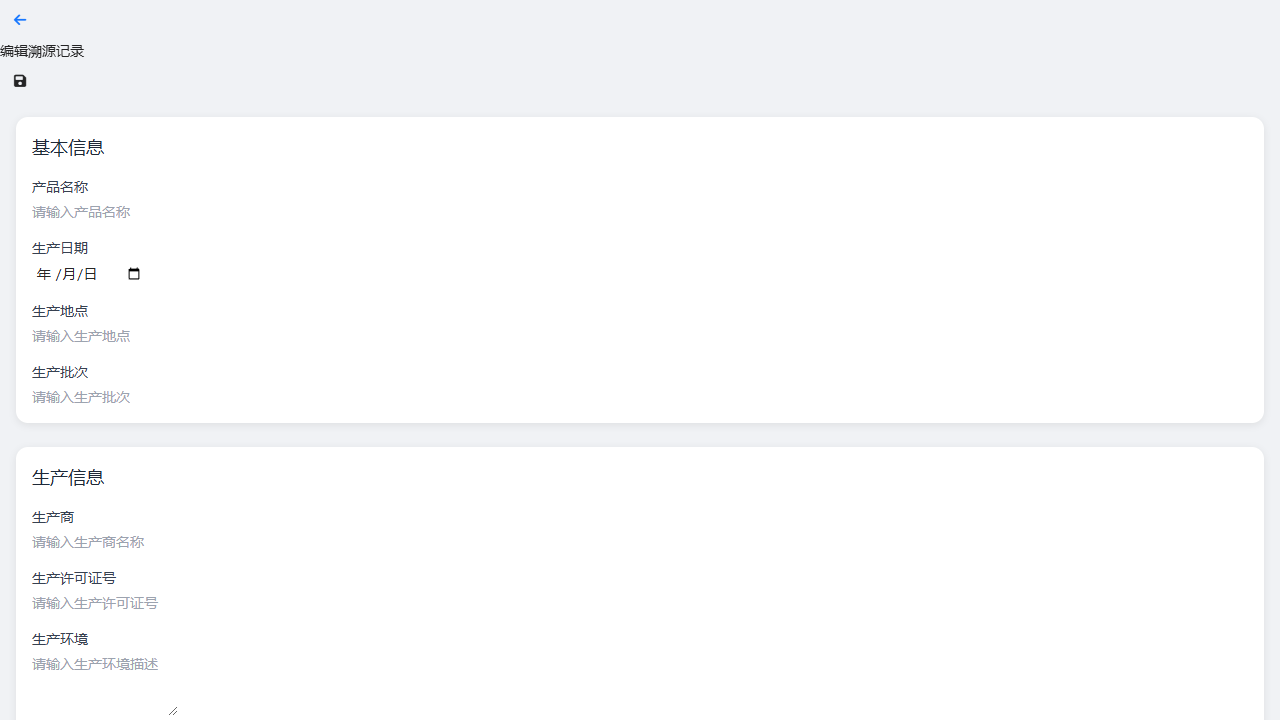 编辑溯源记录
基本信息
产品名称
请输入产品名称
生产日期
年 /月/日
生产地点
请输入生产地点
生产批次
请输入生产批次
生产信息
生产商
请输入生产商名称
生产许可证号
请输入生产许可证号
生产环境
请输入生产环境描述